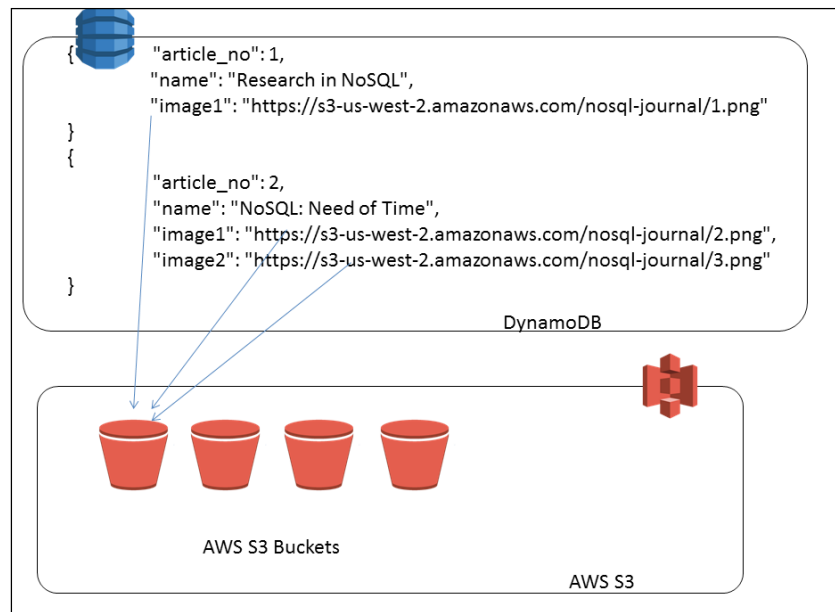 { "article_no": 1,
"name": "Research in NoSQL",
"image1": "https://s3-us-west-2.amazonaws.com/nosql-journal/1.png"
}
{
"article_no": 2,
"name": "NoSQL: Need of Time",
"image1": "https://s3-us-west-2.amazonaws.com/nosql-journal/2.png",
"image2": "https://s3-us-west-2.amazonaws.com/nosql-journal/3.png"
}
DynamoDB
AWS S3 Buckets
AWS S3